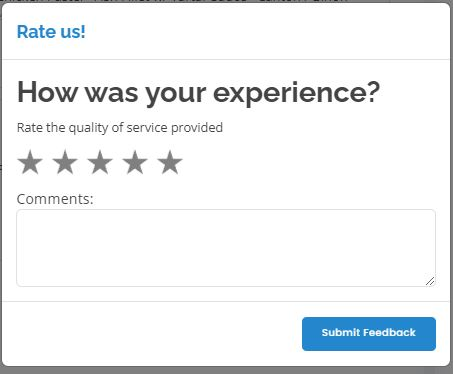 Rate us!
How was your experience?
Rate the quality of service provided
Comments:
Submit Feedback